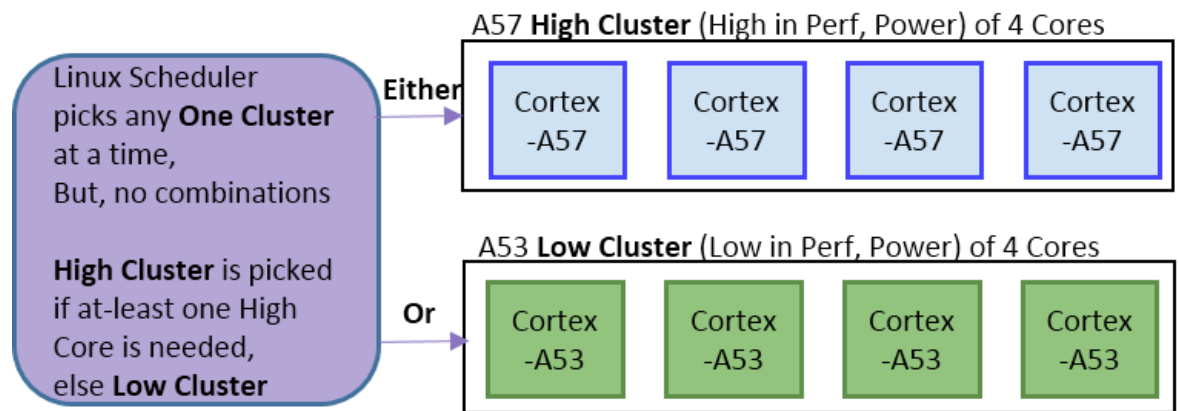 A57 High Cluster (High in Perf, Power) of 4 Cores
Linux Scheduler
picks any One Cluster
at a time,
But, no combinations
High Cluster is picked
if at-least one High
Core is needed,
else Low Cluster
Either
Cortex
-A57
Cortex
-A57
Cortex
-A57
Cortex
-A57
A53 Low Cluster (Low in Perf, Power) of 4 Cores
Or
Cortex
-A53
Cortex
-A53
Cortex
-A53
Cortex
-A53